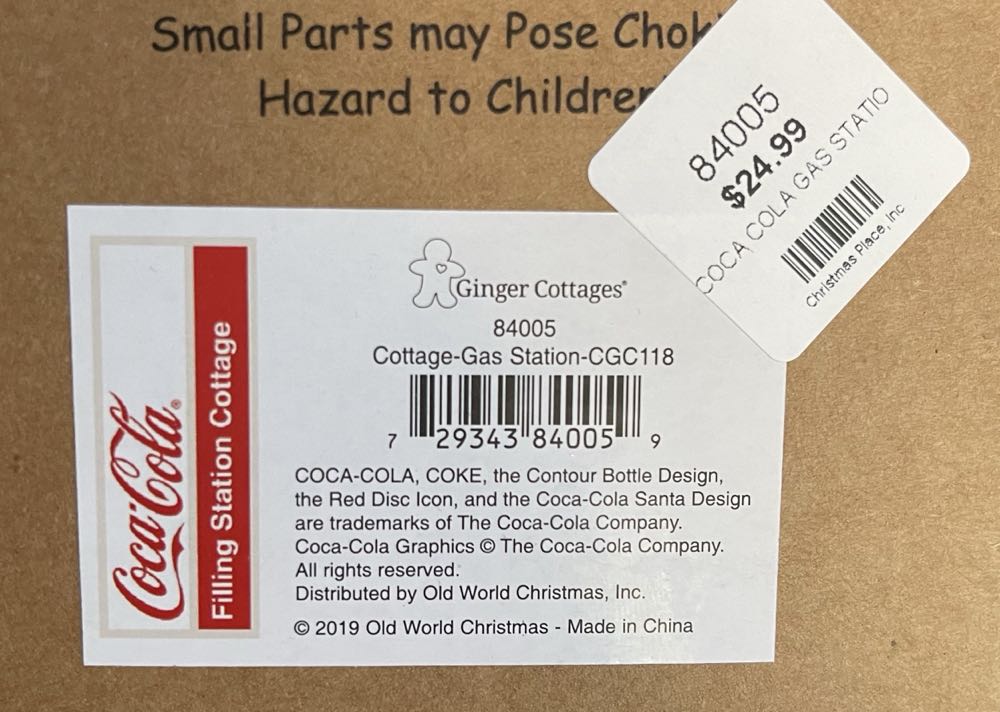 Small Parts may Pose
Hazard to
84005
$24.99
COCA COLA GAS STATIO
Christmas Place, Inc
Coca-Cola®
Filling Station Cottage
Ginger Cottages®
84005
Cottage-Gas Station-CGC118
7 29343 84005 9
COCA-COLA, COKE, the Contour Bottle Design,
the Red Disc Icon, and the Coca-Cola Santa Design
are trademarks of The Coca-Cola Company.
Coca-Cola Graphics © The Coca-Cola Company.
All rights reserved.
Distributed by Old World Christmas, Inc.
© 2019 Old World Christmas - Made in China